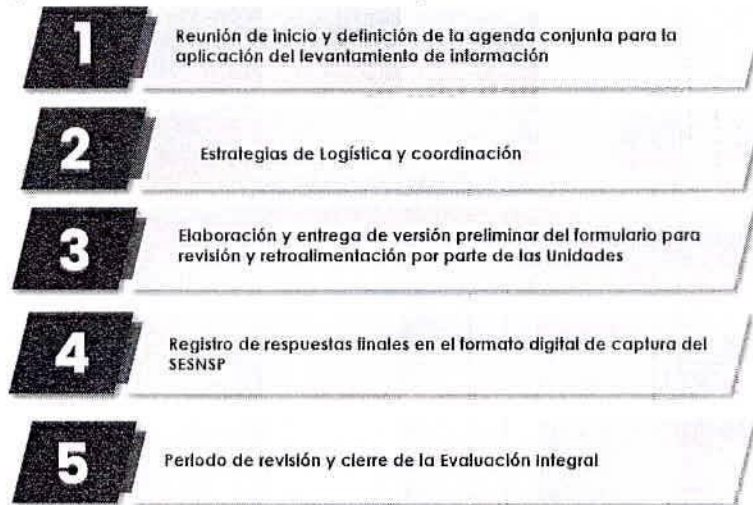 1
Reunión de inicio y definición de la agenda conjunta para la
aplicación del levantamiento de información
2
Estrategias de Logística y coordinación
3
Elaboración y entrega de versión preliminar del formulario para
revisión y retroalimentación por parte de las Unidades
4
Registro de respuestas finales en el formato digital de captura del
SESNSP
5
Periodo de revisión y cierre de la Evaluación Integral